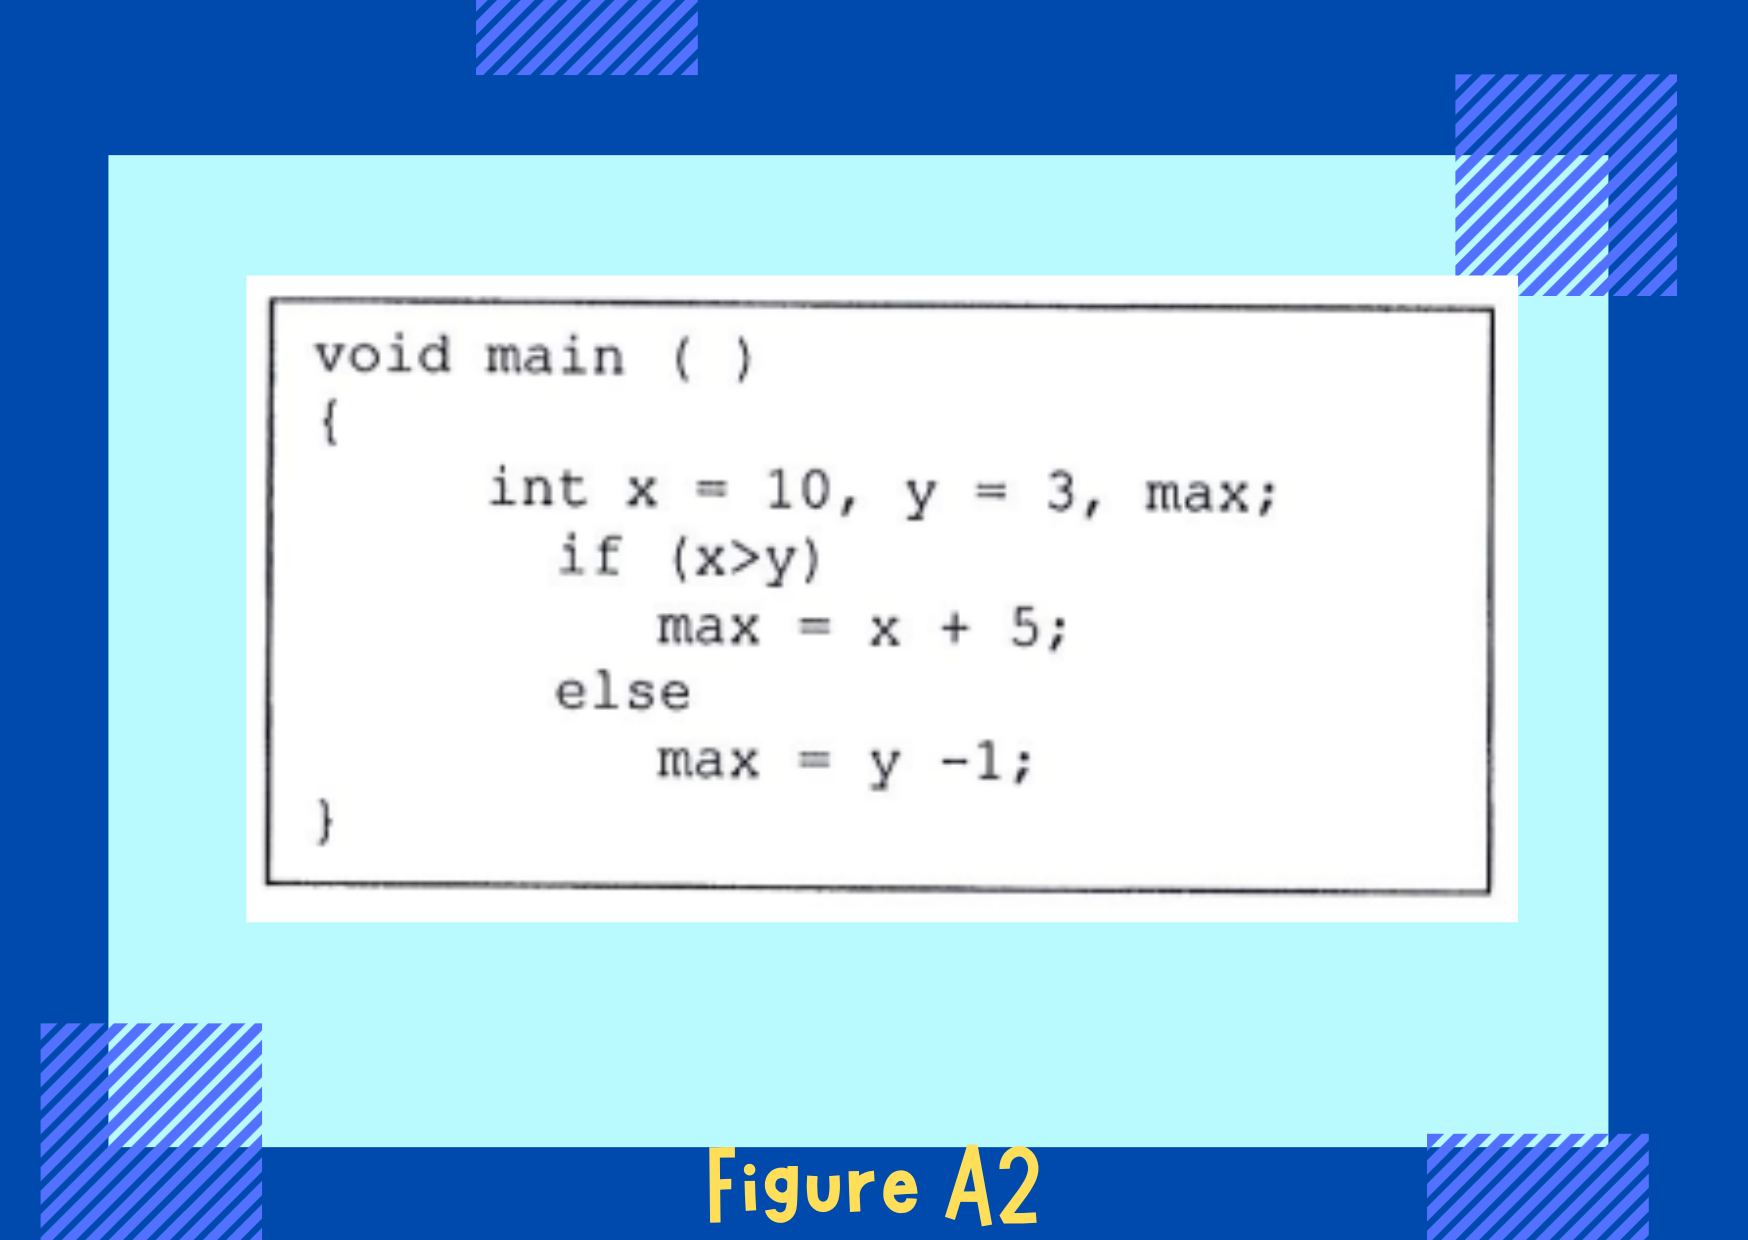 void main ( )
{
int x = 10, y = 3, max;
if (x>y)
max = x + 5;
else
max = y -1;
}
Figure A2